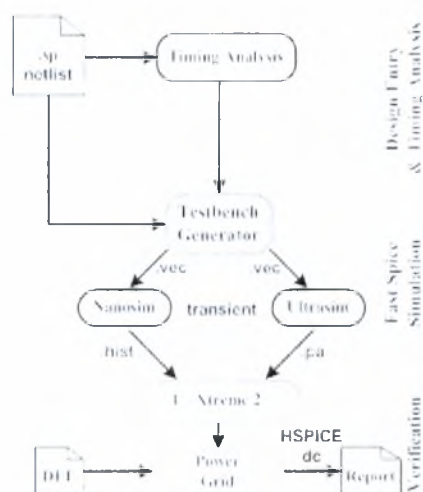 .sp
netlist
Timing Analysis
Design Entry
& Timing Analysis
Testbench
Generator
.vec
.vec
Nanosim
transient
Ultrasim
Fast Spice
Simulation
.hist
.pa
Xtreme 2
HSPICE
dc
Power
Grid
DEF
Report
Verification